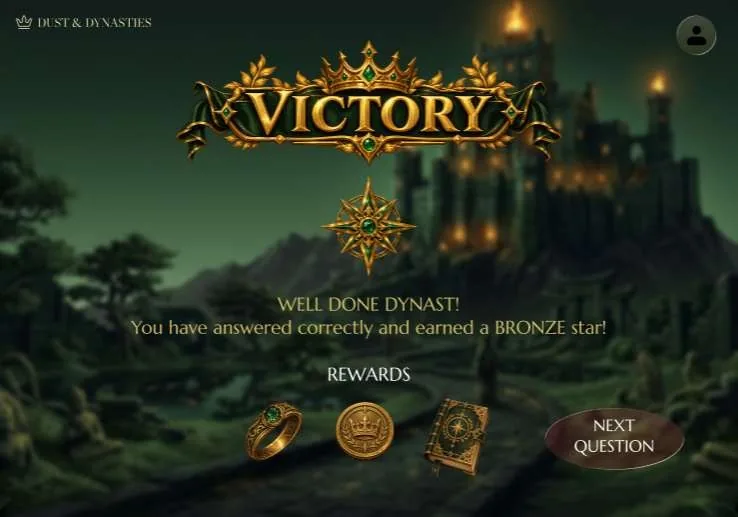 DUST & DYNASTIES
VICTORY
WELL DONE DYNAST!
You have answered correctly and earned a BRONZE star!
REWARDS
NEXT
QUESTION